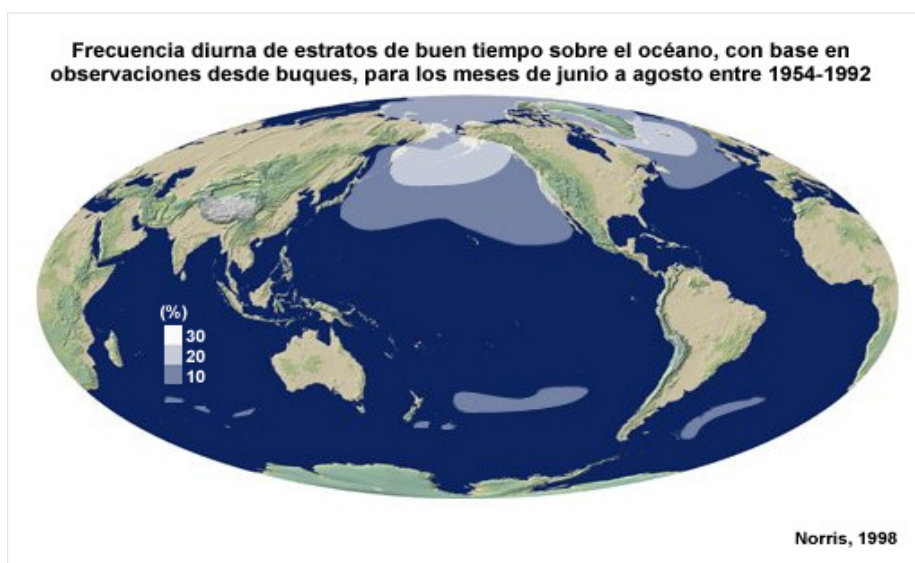 Frecuencia diurna de estratos de buen tiempo sobre el océano, con base en
observaciones desde buques, para los meses de junio a agosto entre 1954-1992
(%)
30
20
10
Norris, 1998